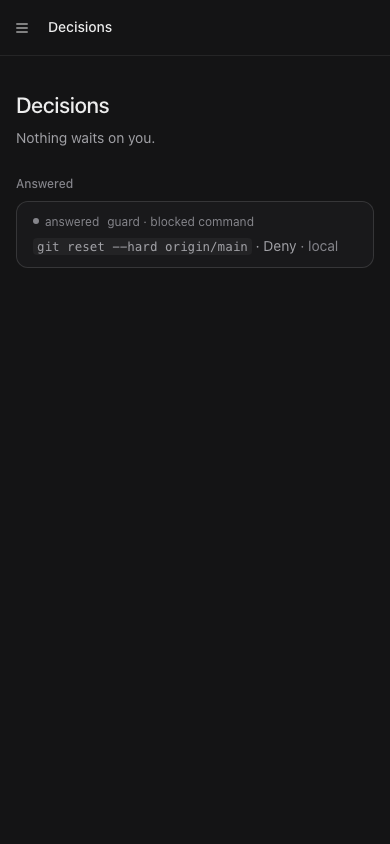 Decisions
Decisions
Nothing waits on you.
Answered
answered guard · blocked command
git reset --hard origin/main · Deny · local